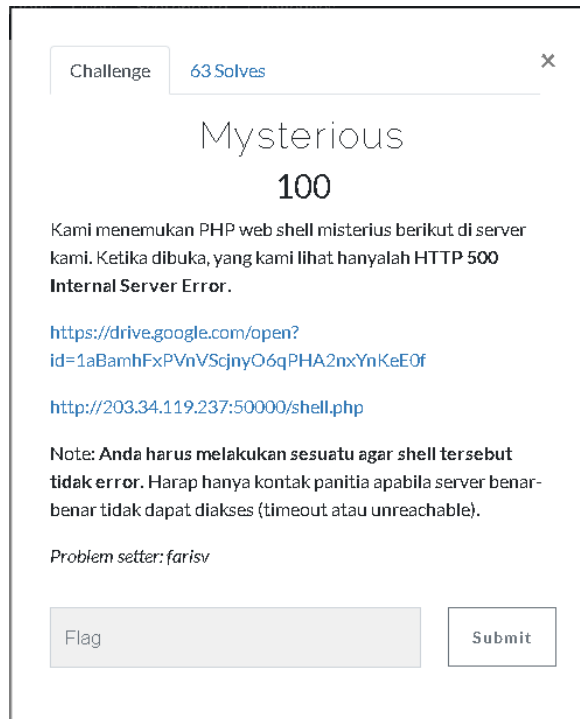 Challenge
63 Solves
×
Mysterious
100
Kami menemukan PHP web shell misterius berikut di server
kami. Ketika dibuka, yang kami lihat hanyalah HTTP 500
Internal Server Error.
https://drive.google.com/open?
id=1aBamhFxPVnVScjnyO6qPHA2nxYnKeE0f
http://203.34.119.237:50000/shell.php
Note: Anda harus melakukan sesuatu agar shell tersebut
tidak error. Harap hanya kontak panitia apabila server benar-
benar tidak dapat diakses (timeout atau unreachable).
Problem setter: farisv
Flag
Submit